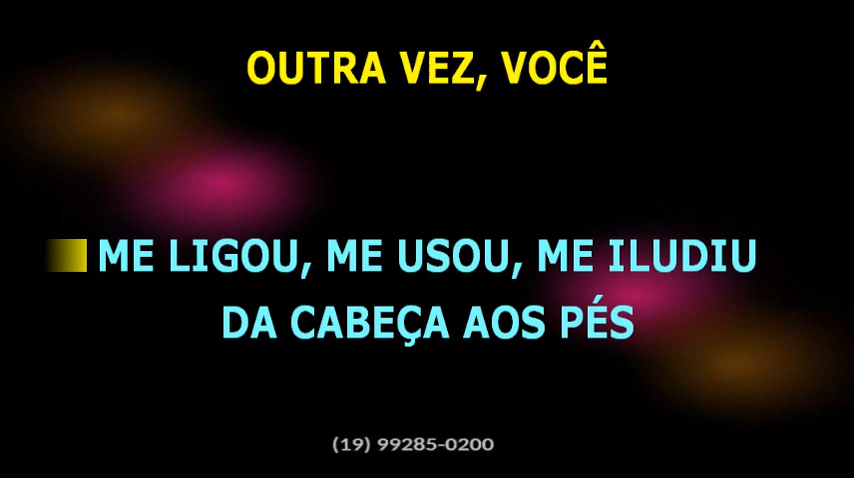 OUTRA VEZ, VOCÊ
ME LIGOU, ME USOU, ME ILUDIU
DA CABEÇA AOS PÉS
(19) 99285-0200